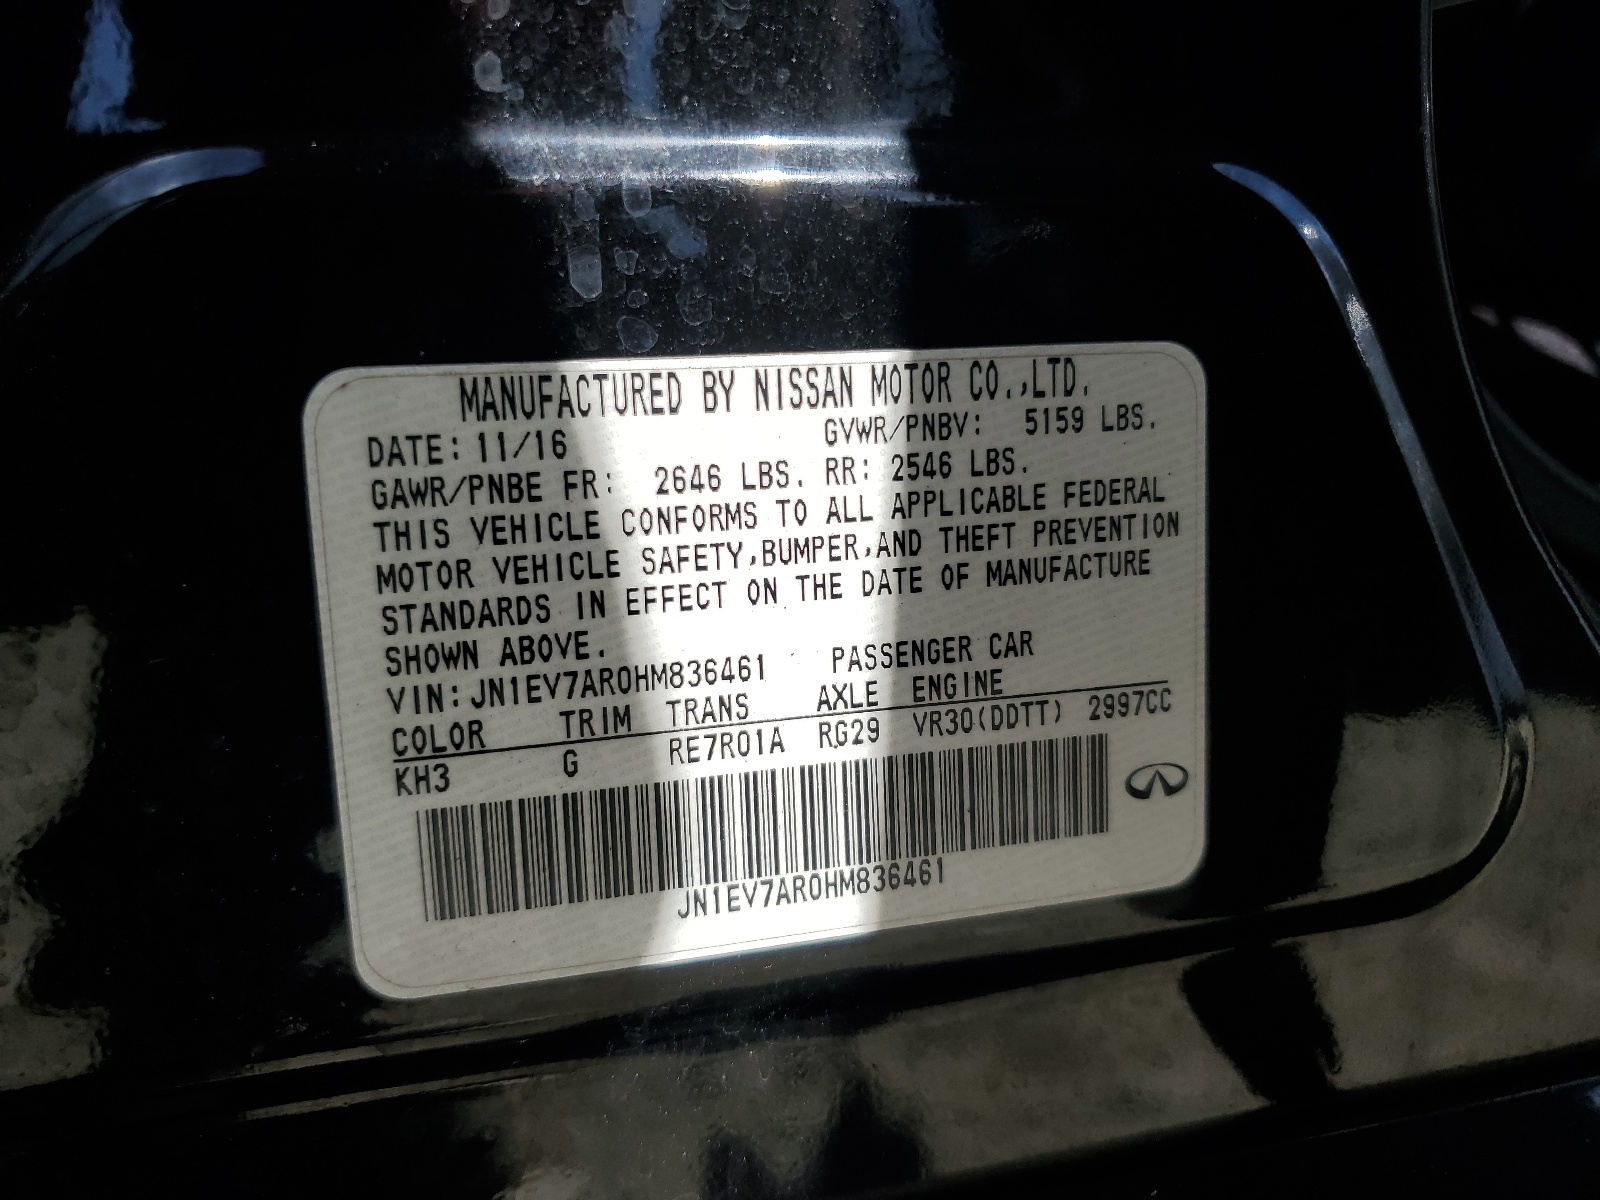 MANUFACTURED BY NISSAN MOTOR CO.,LTD.
DATE: 11/16 GVWR/PNBV: 5159 LBS.
GAWR/PNBE FR: 2646 LBS. RR: 2546 LBS.
THIS VEHICLE CONFORMS TO ALL APPLICABLE FEDERAL
MOTOR VEHICLE SAFETY,BUMPER,AND THEFT PREVENTION
STANDARDS IN EFFECT ON THE DATE OF MANUFACTURE
SHOWN ABOVE.
VIN:JN1EV7AR0HM836461 PASSENGER CAR
COLOR TRIM TRANS AXLE ENGINE
KH3 G RE7R01A RG29 VR30(DDTT) 2997CC
JN1EV7AR0HM836461